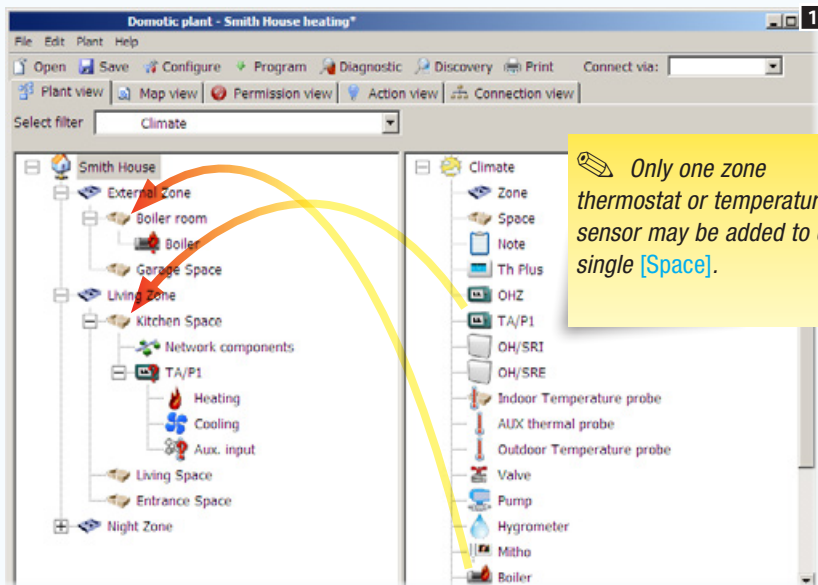 Domotic plant - Smith House heating*
1
File Edit Plant Help
Open Save Configure Program Diagnostic Discovery Print Connect via:
Plant view Map view Permission view Action view Connection view
Select filter Climate
Smith House
External Zone
Boiler room
Boiler
Garage Space
Living Zone
Kitchen Space
Network components
TA/P1
Heating
Cooling
Aux. input
Living Space
Entrance Space
Night Zone
Climate
Zone
Space
Note
Th Plus
OHZ
TA/P1
OH/SRI
OH/SRE
Indoor Temperature probe
AUX thermal probe
Outdoor Temperature probe
Valve
Pump
Hygrometer
Mitho
Boiler
Only one zone
thermostat or temperatur
sensor may be added to
single [Space].